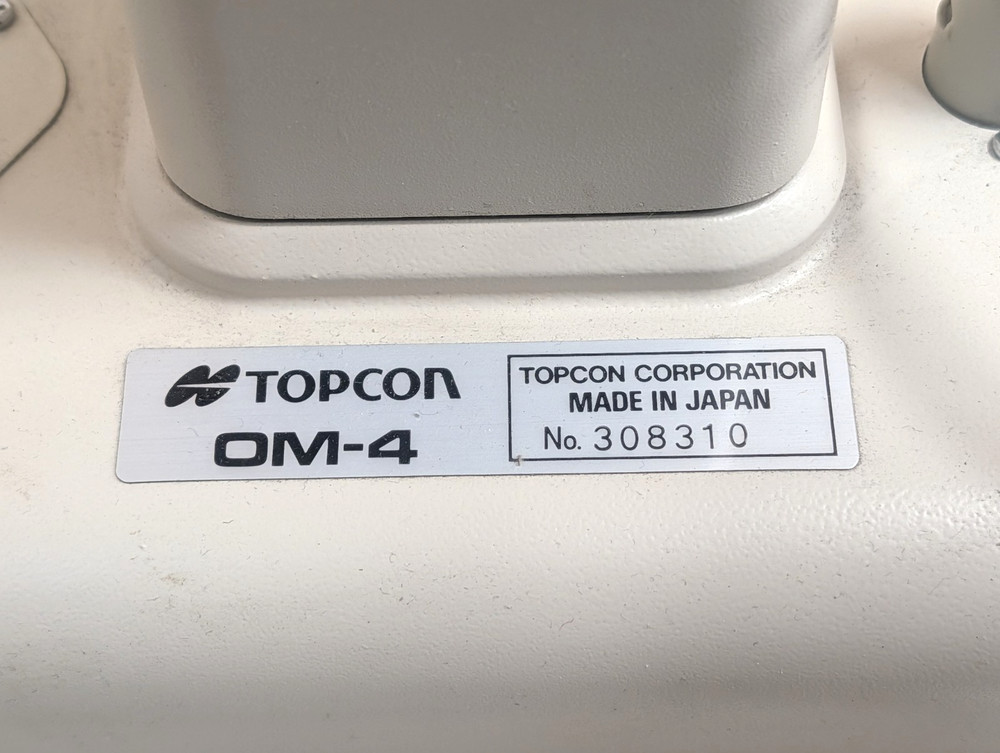 TOPCON
OM-4
TOPCON CORPORATION
MADE IN JAPAN
No. 308310